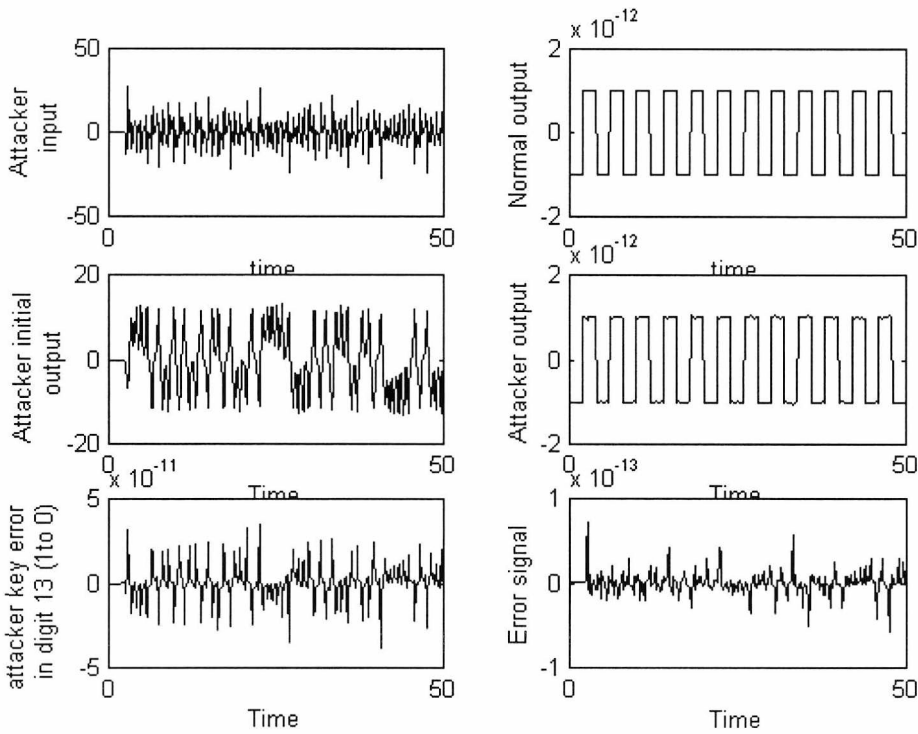 Attacker input
50
0
-50
0
50
time
x 10^-12
Normal output
2
0
-2
0
50
time
Attacker initial output
20
0
-20
0
50
Time
x 10^-12
Attacker output
2
0
-2
0
50
Time
x 10^-11
attacker key error
in digit 13 (1to 0)
5
0
-5
0
50
Time
x 10^-13
Error signal
1
0
-1
0
50
Time